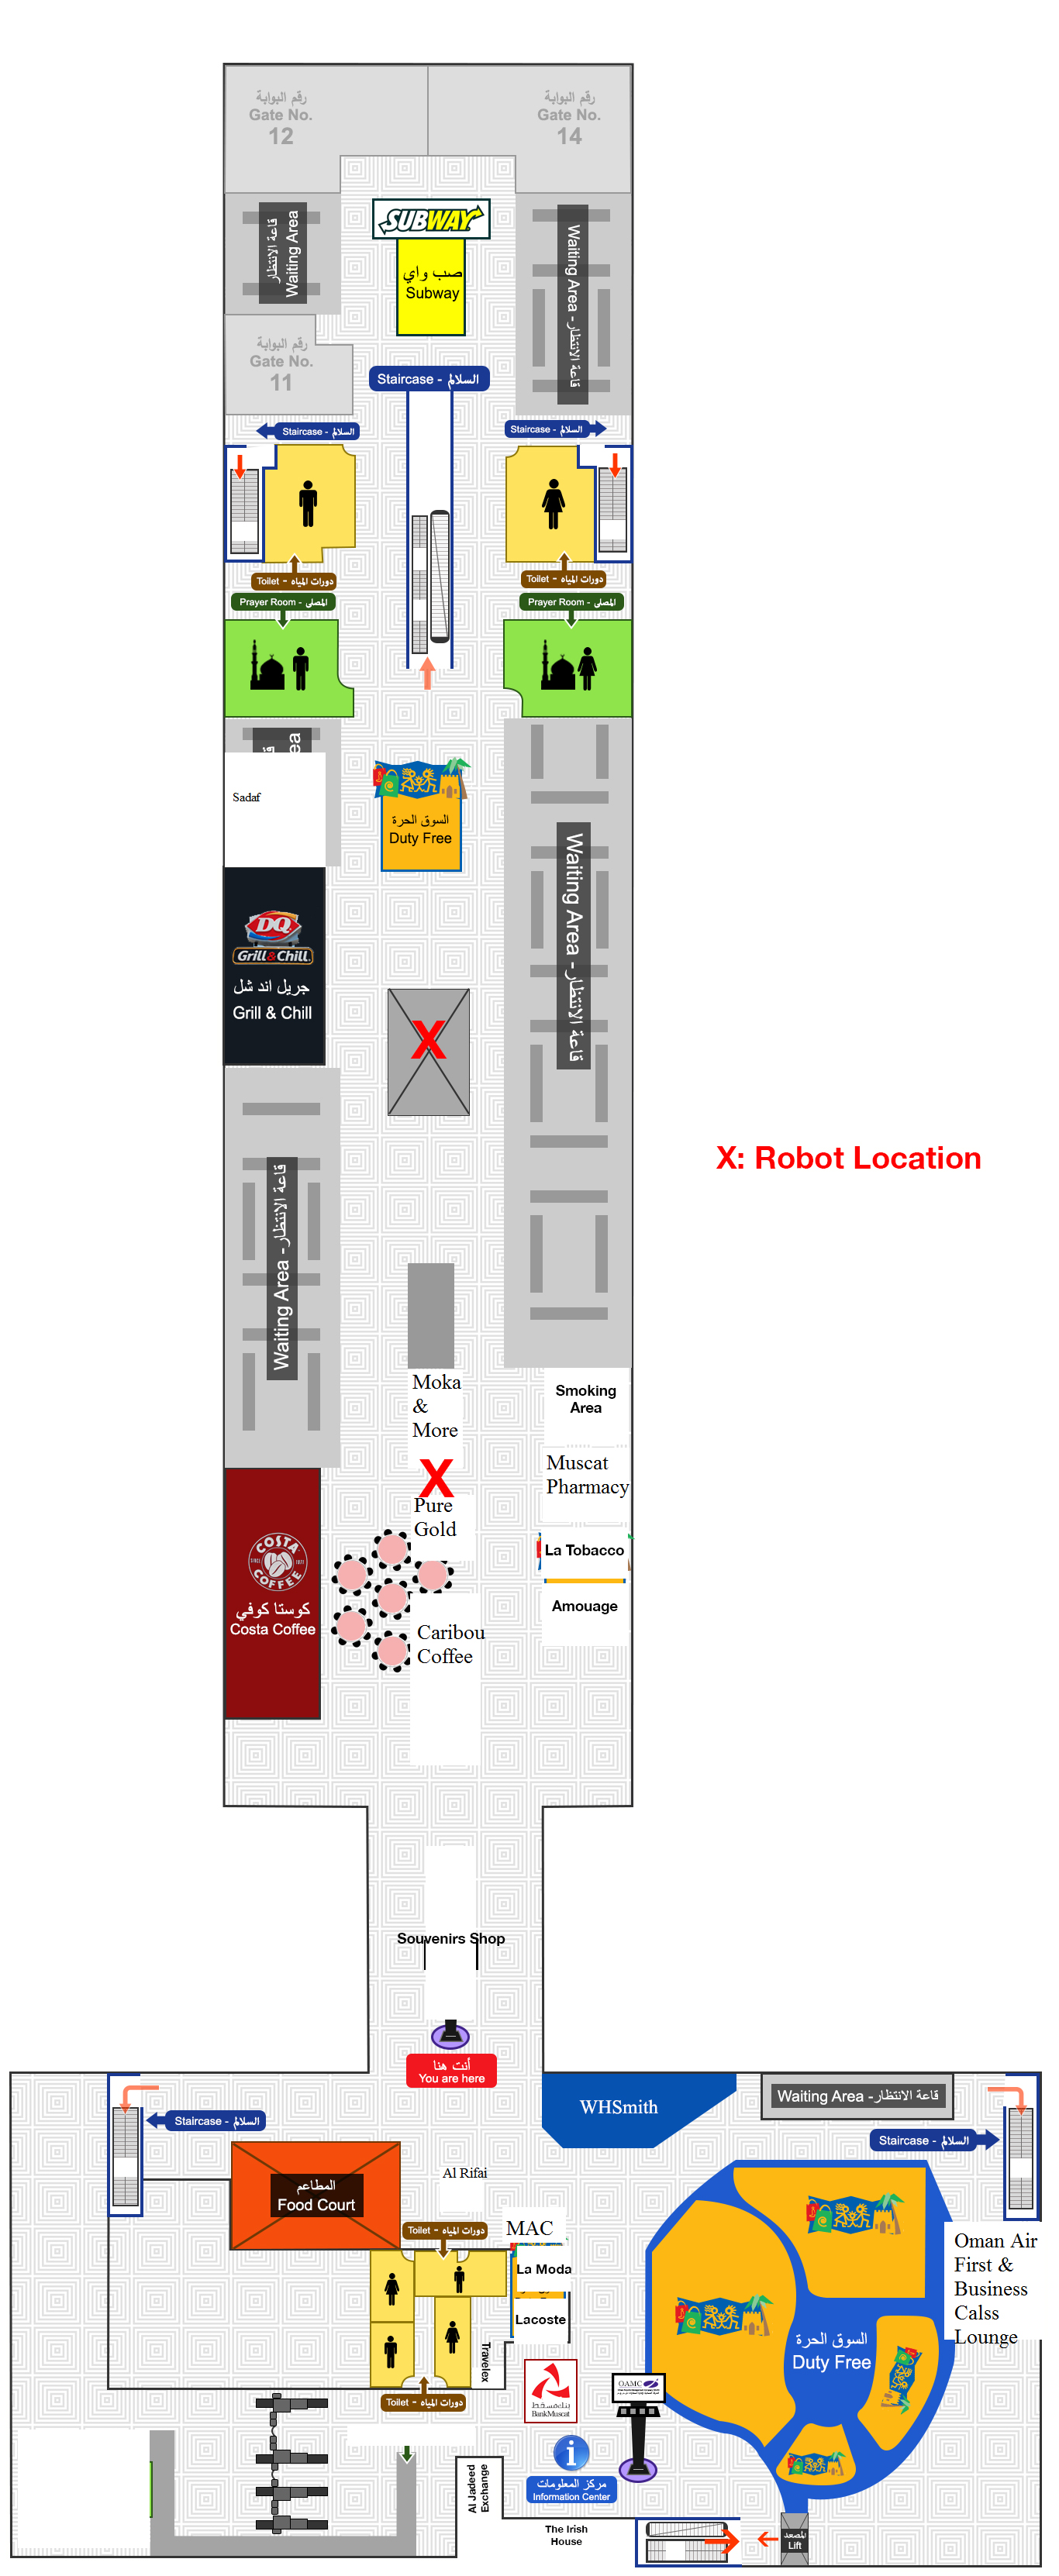 رقم البوابة
Gate No.
12
رقم البوابة
Gate No.
14
قاعة الانتظار
Waiting Area
SUBWAY
صب واي
Subway
Waiting Area - قاعة الانتظار
رقم البوابة
Gate No.
11
Staircase - السلالم
Staircase - السلالم
Staircase - السلالم
Toilet - دورات المياه
Toilet - دورات المياه
Prayer Room - المصلى
Prayer Room - المصلى
ea
Sadaf
السوق الحرة
Duty Free
Waiting Area - قاعة الانتظار
DQ
Grill & Chill
جريل اند شل
Grill & Chill
X
X: Robot Location
Waiting Area - قاعة الانتظار
Moka
&
More
Smoking
Area
X
Muscat
Pharmacy
Pure
Gold
COSTA
COFFEE
كوستا كوفي
Costa Coffee
La Tobacco
Amouage
Caribou
Coffee
Souvenirs Shop
أنت هنا
You are here
WHSmith
Waiting Area - قاعة الانتظار
Staircase - السلالم
Staircase - السلالم
المطاعم
Food Court
Al Rifai
Toilet - دورات المياه
MAC
La Moda
Lacoste
Travelex
Oman Air
First &
Business
Calss
Lounge
السوق الحرة
Duty Free
بنك مسقط
BankMuscat
OAMC
Toilet - دورات المياه
مركز المعلومات
Information Center
Al Jadeed
Exchange
The Irish
House
المصعد
Lift